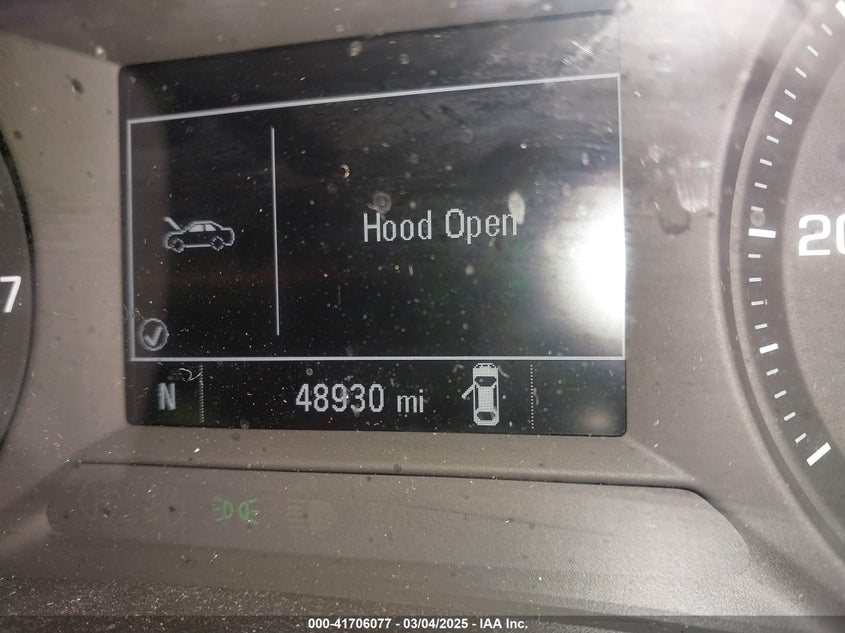 Hood Open
7
20
N
48930 mi
000-41706077 - 03/04/2025 - IAA Inc.